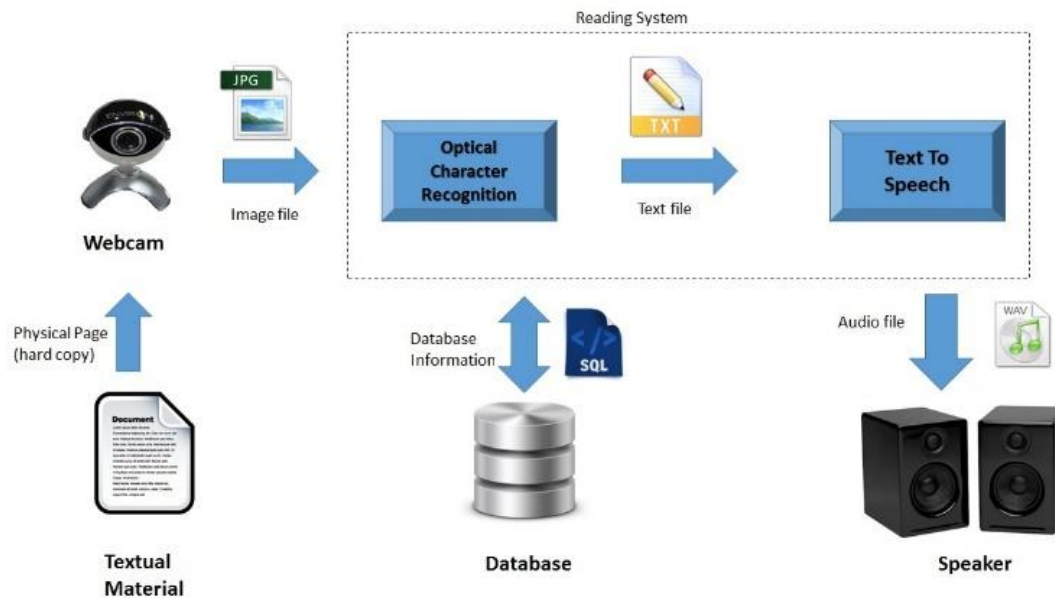 Reading System
JPG
TXT
Optical
Character
Recognition
Text To
Speech
Image file
Text file
Webcam
Physical Page
(hard copy)
Database
Information
SQL
Audio file
WAV
Document
Textual
Material
Database
Speaker